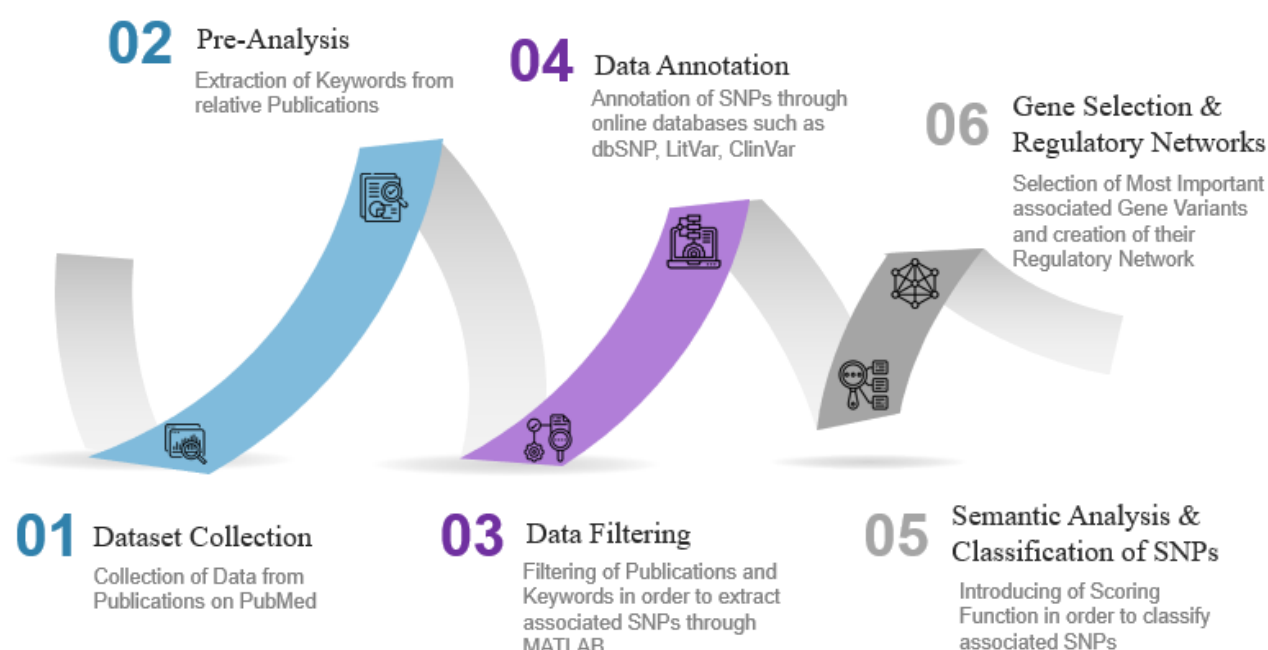 01
Dataset Collection
Collection of Data from
Publications on PubMed
02
Pre-Analysis
Extraction of Keywords from
relative Publications
03
Data Filtering
Filtering of Publications and
Keywords in order to extract
associated SNPs through
MATLAB
04
Data Annotation
Annotation of SNPs through
online databases such as
dbSNP, LitVar, ClinVar
05
Semantic Analysis &
Classification of SNPs
Introducing of Scoring
Function in order to classify
associated SNPs
06
Gene Selection &
Regulatory Networks
Selection of Most Important
associated Gene Variants
and creation of their
Regulatory Network